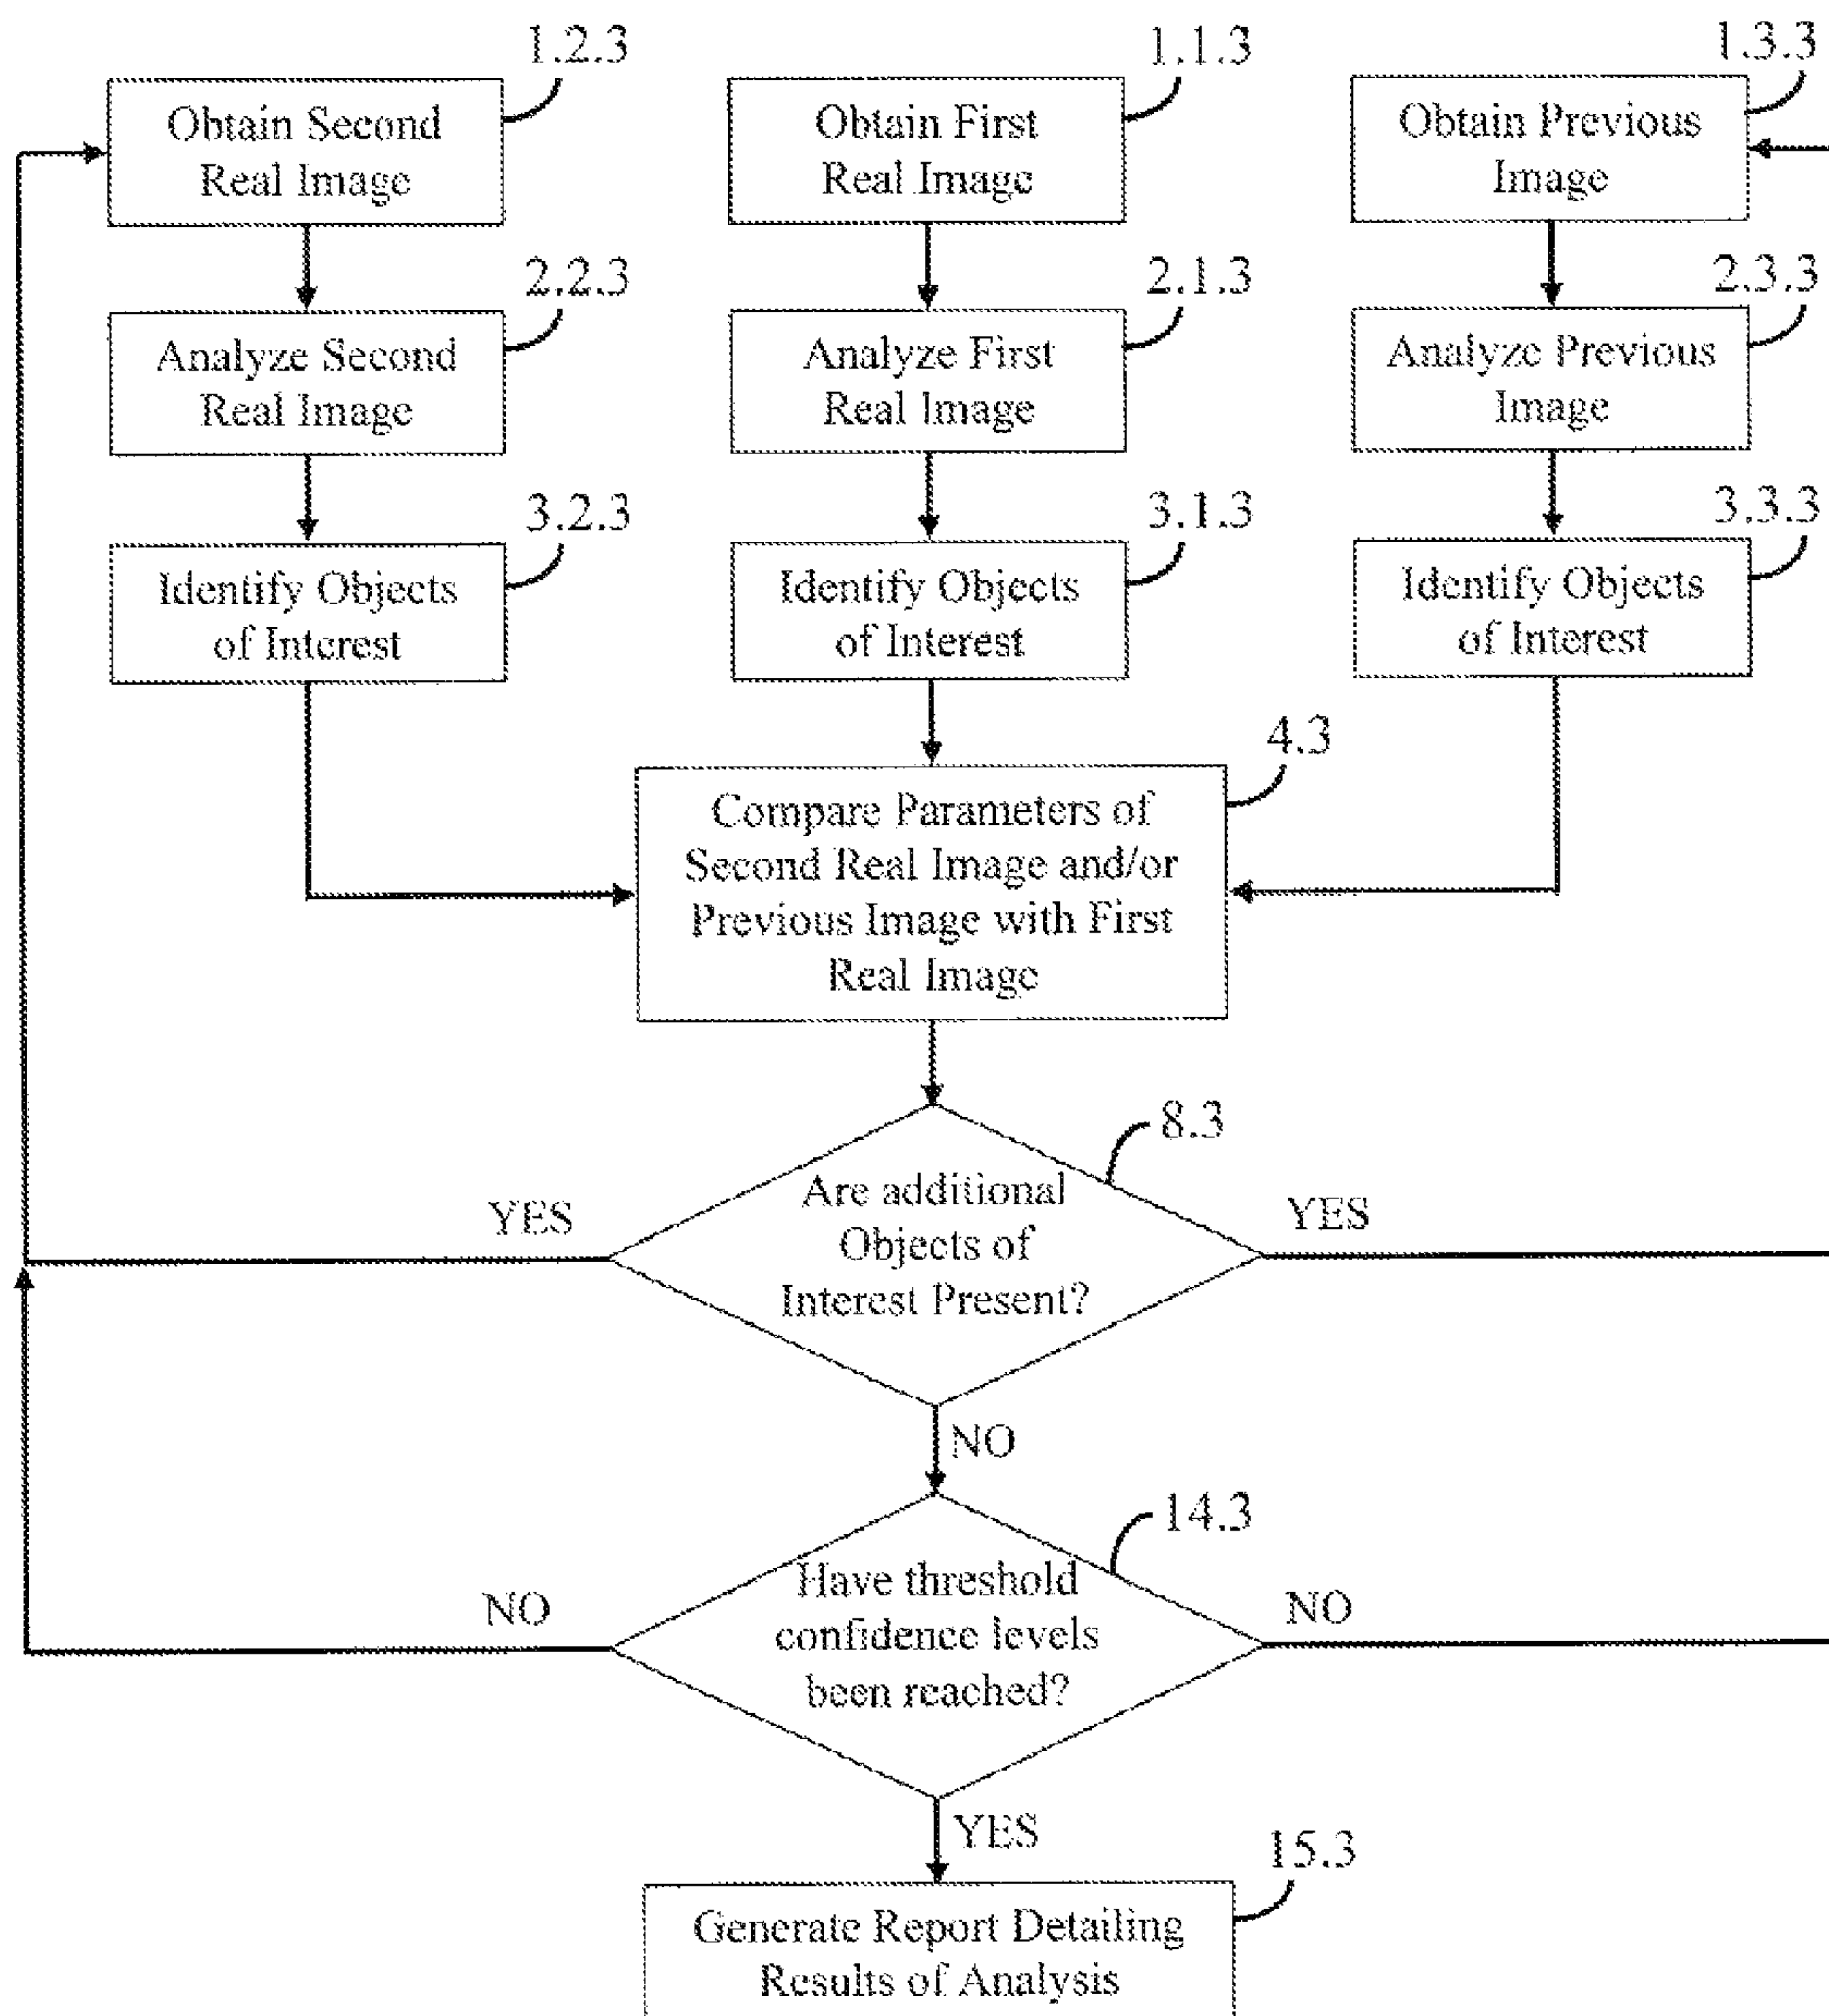 1.2.3
Obtain Second
Real Image
1.1.3
Obtain First
Real Image
1.3.3
Obtain Previous
Image
2.2.3
Analyze Second
Real Image
2.1.3
Analyze First
Real Image
2.3.3
Analyze Previous
Image
3.2.3
Identify Objects
of Interest
3.1.3
Identify Objects
of Interest
3.3.3
Identify Objects
of Interest
4.3
Compare Parameters of
Second Real Image and/or
Previous Image with First
Real Image
8.3
Are additional
Objects of
Interest Present?
YES
YES
NO
14.3
Have threshold
confidence levels
been reached?
NO
NO
YES
15.3
Generate Report Detailing
Results of Analysis